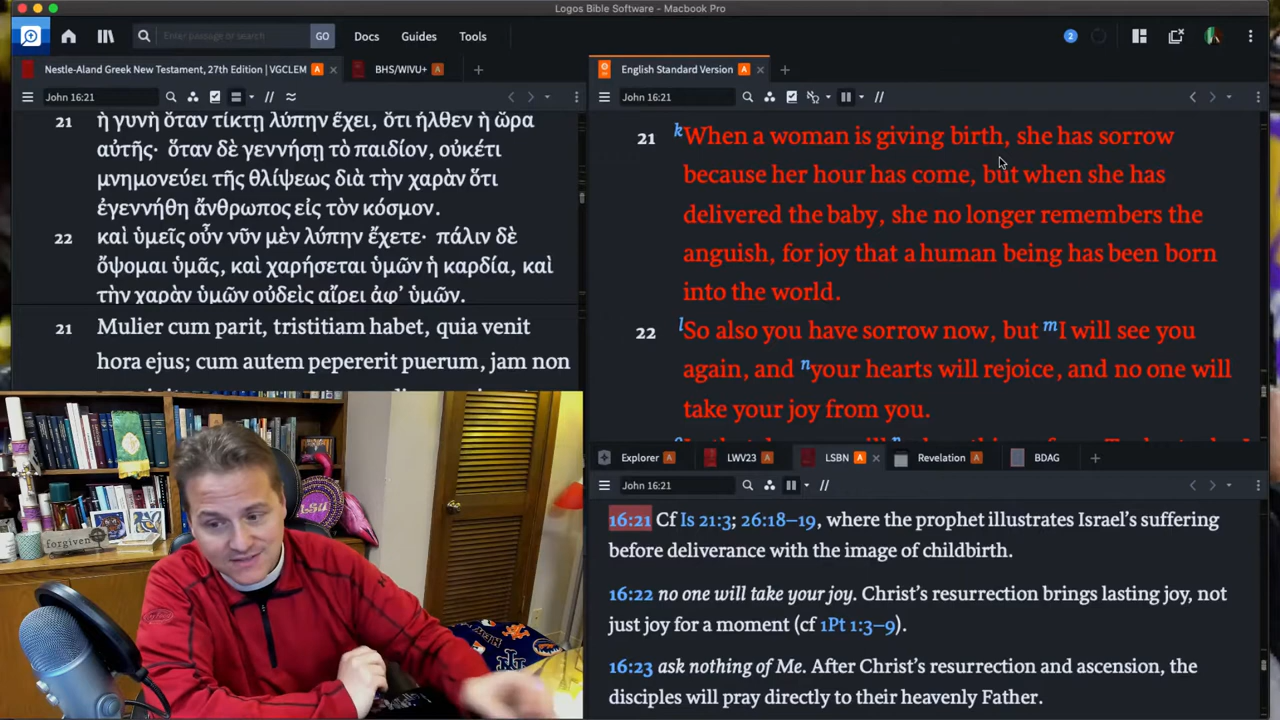 Logos Bible Software - Macbook Pro
Enter passage or search GO Docs Guides Tools 2
Nestle-Aland Greek New Testament, 27th Edition | VGCLEM A BHS/WIVU+ A
John 16:21
21 ἡ γυνὴ ὅταν τίκτῃ λύπην ἔχει, ὅτι ἦλθεν ἡ ὥρα
αὐτῆς· ὅταν δὲ γεννήσῃ τὸ παιδίον, οὐκέτι
μνημονεύει τῆς θλίψεως διὰ τὴν χαρὰν ὅτι
ἐγεννήθη ἄνθρωπος εἰς τὸν κόσμον.
22 καὶ ὑμεῖς οὖν νῦν μὲν λύπην ἔχετε· πάλιν δὲ
ὄψομαι ὑμᾶς, καὶ χαρήσεται ὑμῶν ἡ καρδία, καὶ
τὴν χαρὰν ὑμῶν οὐδεὶς αἴρει ἀφʼ ὑμῶν.
21 Mulier cum parit, tristitiam habet, quia venit
hora ejus; cum autem pepererit puerum, jam non
English Standard Version A
John 16:21
21 k When a woman is giving birth, she has sorrow
because her hour has come, but when she has
delivered the baby, she no longer remembers the
anguish, for joy that a human being has been born
into the world.
22 l So also you have sorrow now, but m I will see you
again, and n your hearts will rejoice, and no one will
take your joy from you.
Explorer A LWV23 A LSBN A Revelation A BDAG
John 16:21
16:21 Cf Is 21:3; 26:18–19, where the prophet illustrates Israel’s suffering
before deliverance with the image of childbirth.
16:22 no one will take your joy. Christ’s resurrection brings lasting joy, not
just joy for a moment (cf 1Pt 1:3–9).
16:23 ask nothing of Me. After Christ’s resurrection and ascension, the
disciples will pray directly to their heavenly Father.
forgiven
LSU